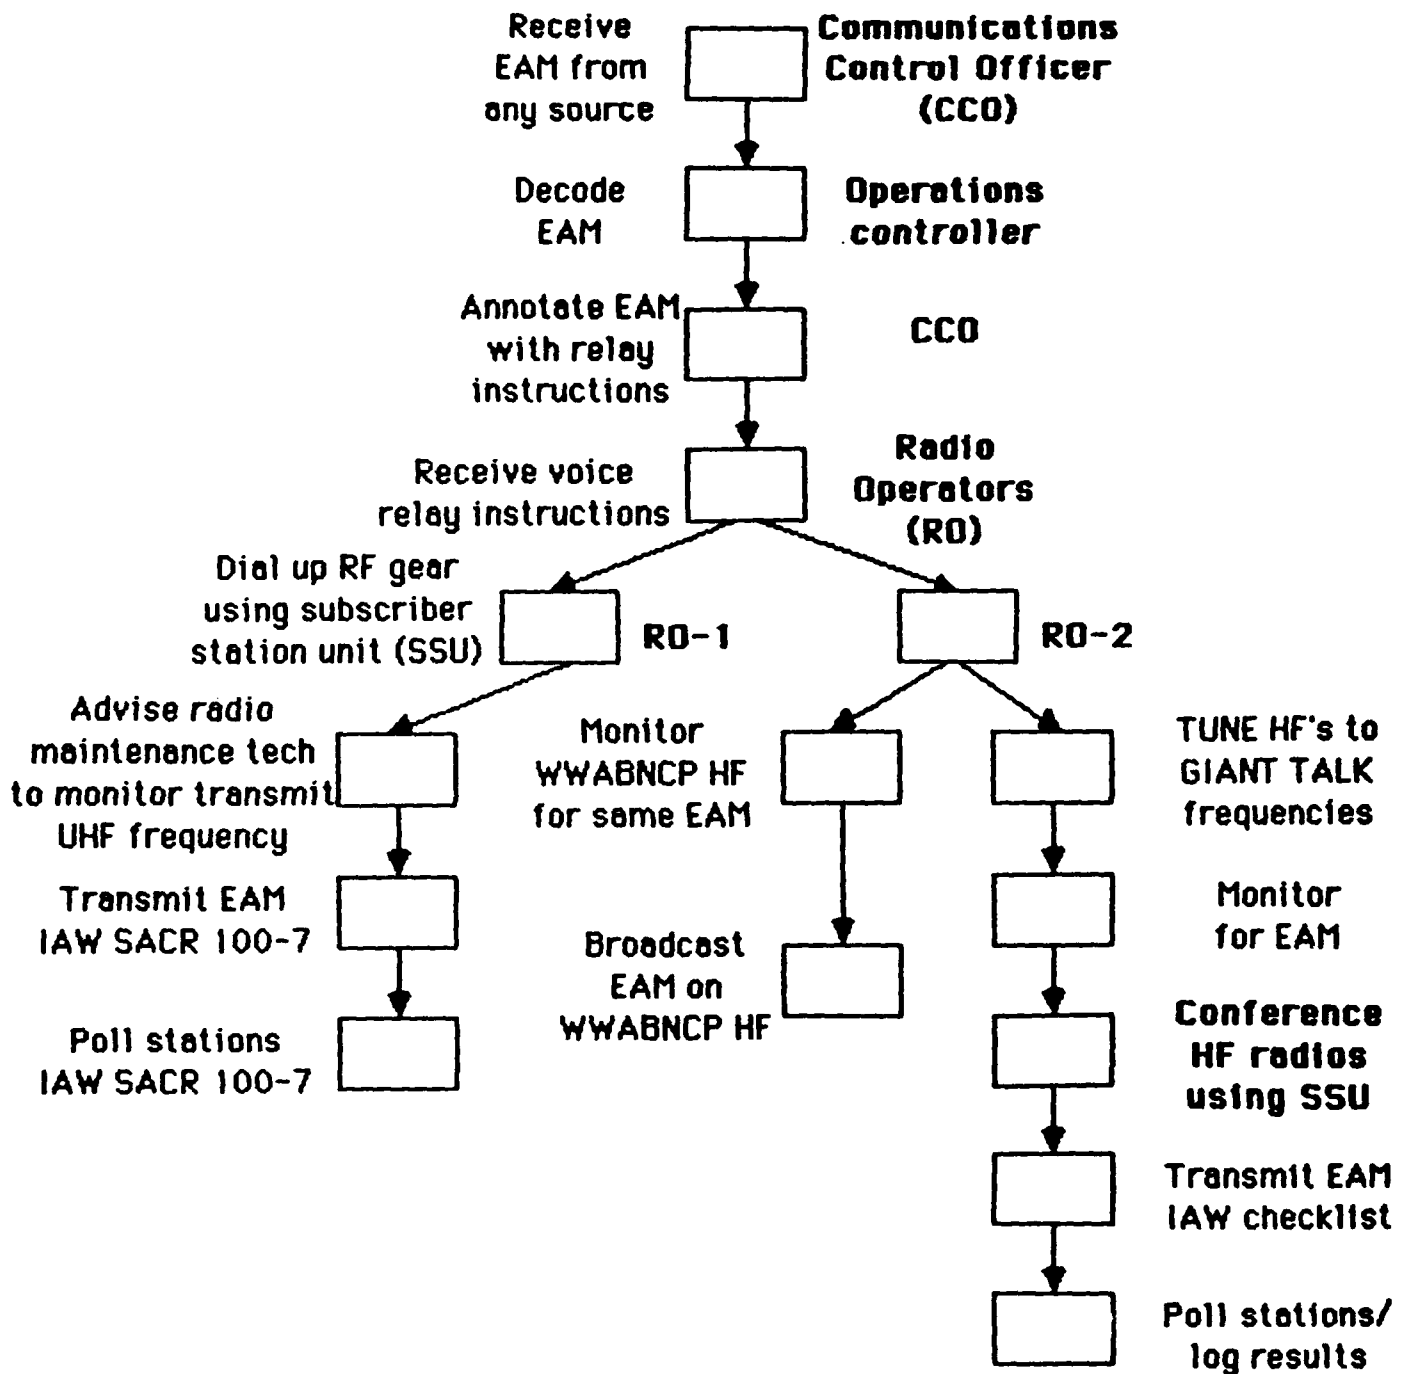 Receive
EAM from
any source
Communications
Control Officer
(CCO)
Decode
EAM
Operations
controller
Annotate EAM
with relay
instructions
CCO
Receive voice
relay instructions
Radio
Operators
(RO)
Dial up RF gear
using subscriber
station unit (SSU)
RO-1
RO-2
Advise radio
maintenance tech
to monitor transmit
UHF frequency
Monitor
WWABNCP HF
for same EAM
TUNE HF's to
GIANT TALK
frequencies
Transmit EAM
IAW SACR 100-7
Broadcast
EAM on
WWABNCP HF
Monitor
for EAM
Poll stations
IAW SACR 100-7
Conference
HF radios
using SSU
Transmit EAM
IAW checklist
Poll stations/
log results